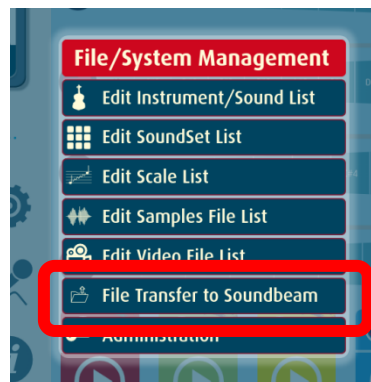 File/System Management
Edit Instrument/Sound List
Edit SoundSet List
Edit Scale List
Edit Samples File List
Edit Video File List
File Transfer to Soundbeam
Administration